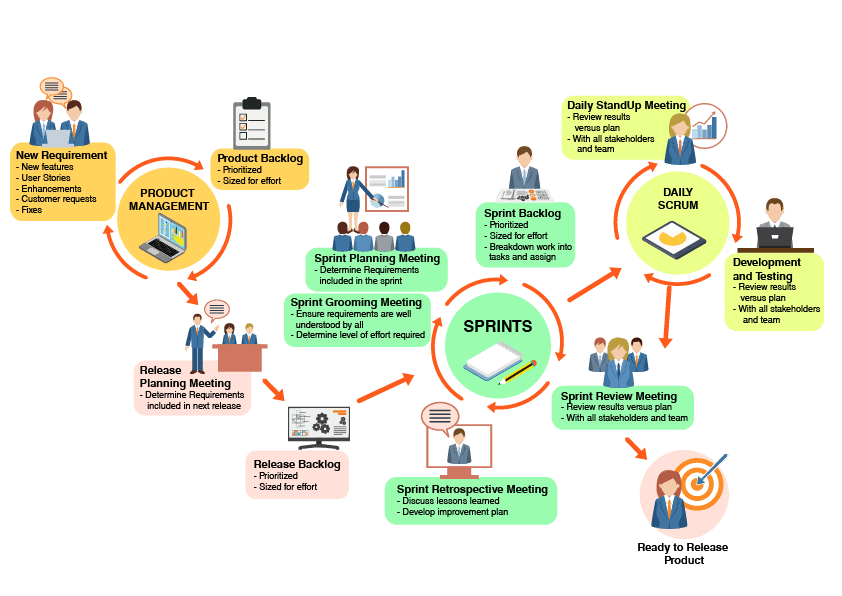 New Requirement
- New features
- User Stories
- Enhancements
- Customer requests
- Fixes
PRODUCT
MANAGEMENT
Product Backlog
- Prioritized
- Sized for effort
Release
Planning Meeting
- Determine Requirements
included in next release
Release Backlog
- Prioritized
- Sized for effort
Sprint Planning Meeting
- Determine Requirements
included in the sprint
Sprint Grooming Meeting
- Ensure requirements are well
understood by all
- Determine level of effort required
Sprint Backlog
- Prioritized
- Sized for effort
- Breakdown work into
tasks and assign
SPRINTS
Sprint Retrospective Meeting
- Discuss lessons learned
- Develop improvement plan
Daily StandUp Meeting
- Review results
versus plan
- With all stakeholders
and team
DAILY
SCRUM
Development
and Testing
- Review results
versus plan
- With all stakeholders
and team
Sprint Review Meeting
- Review results versus plan
- With all stakeholders and team
Ready to Release
Product